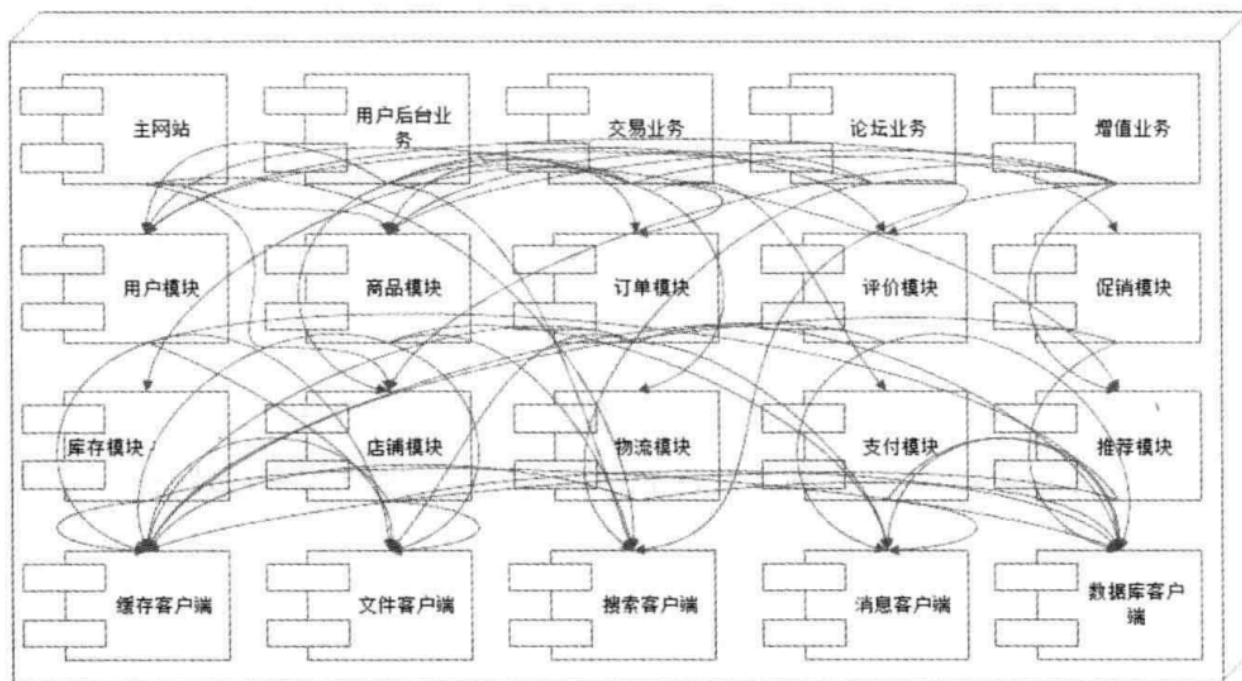 主网站
用户后台业
务
交易业务
论坛业务
增值业务
用户模块
商品模块
订单模块
评价模块
促销模块
库存模块
店铺模块
物流模块
支付模块
推荐模块
缓存客户端
文件客户端
搜索客户端
消息客户端
数据库客户
端